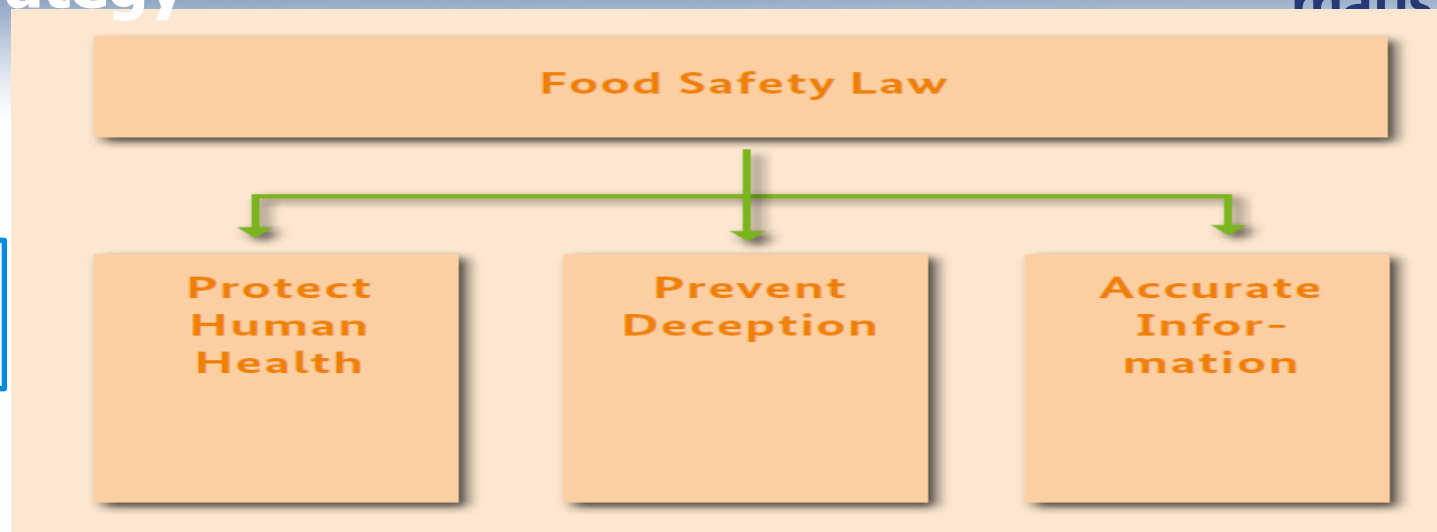 Food Safety Law
Protect
Human
Health
Prevent
Deception
Accurate
Infor-
mation